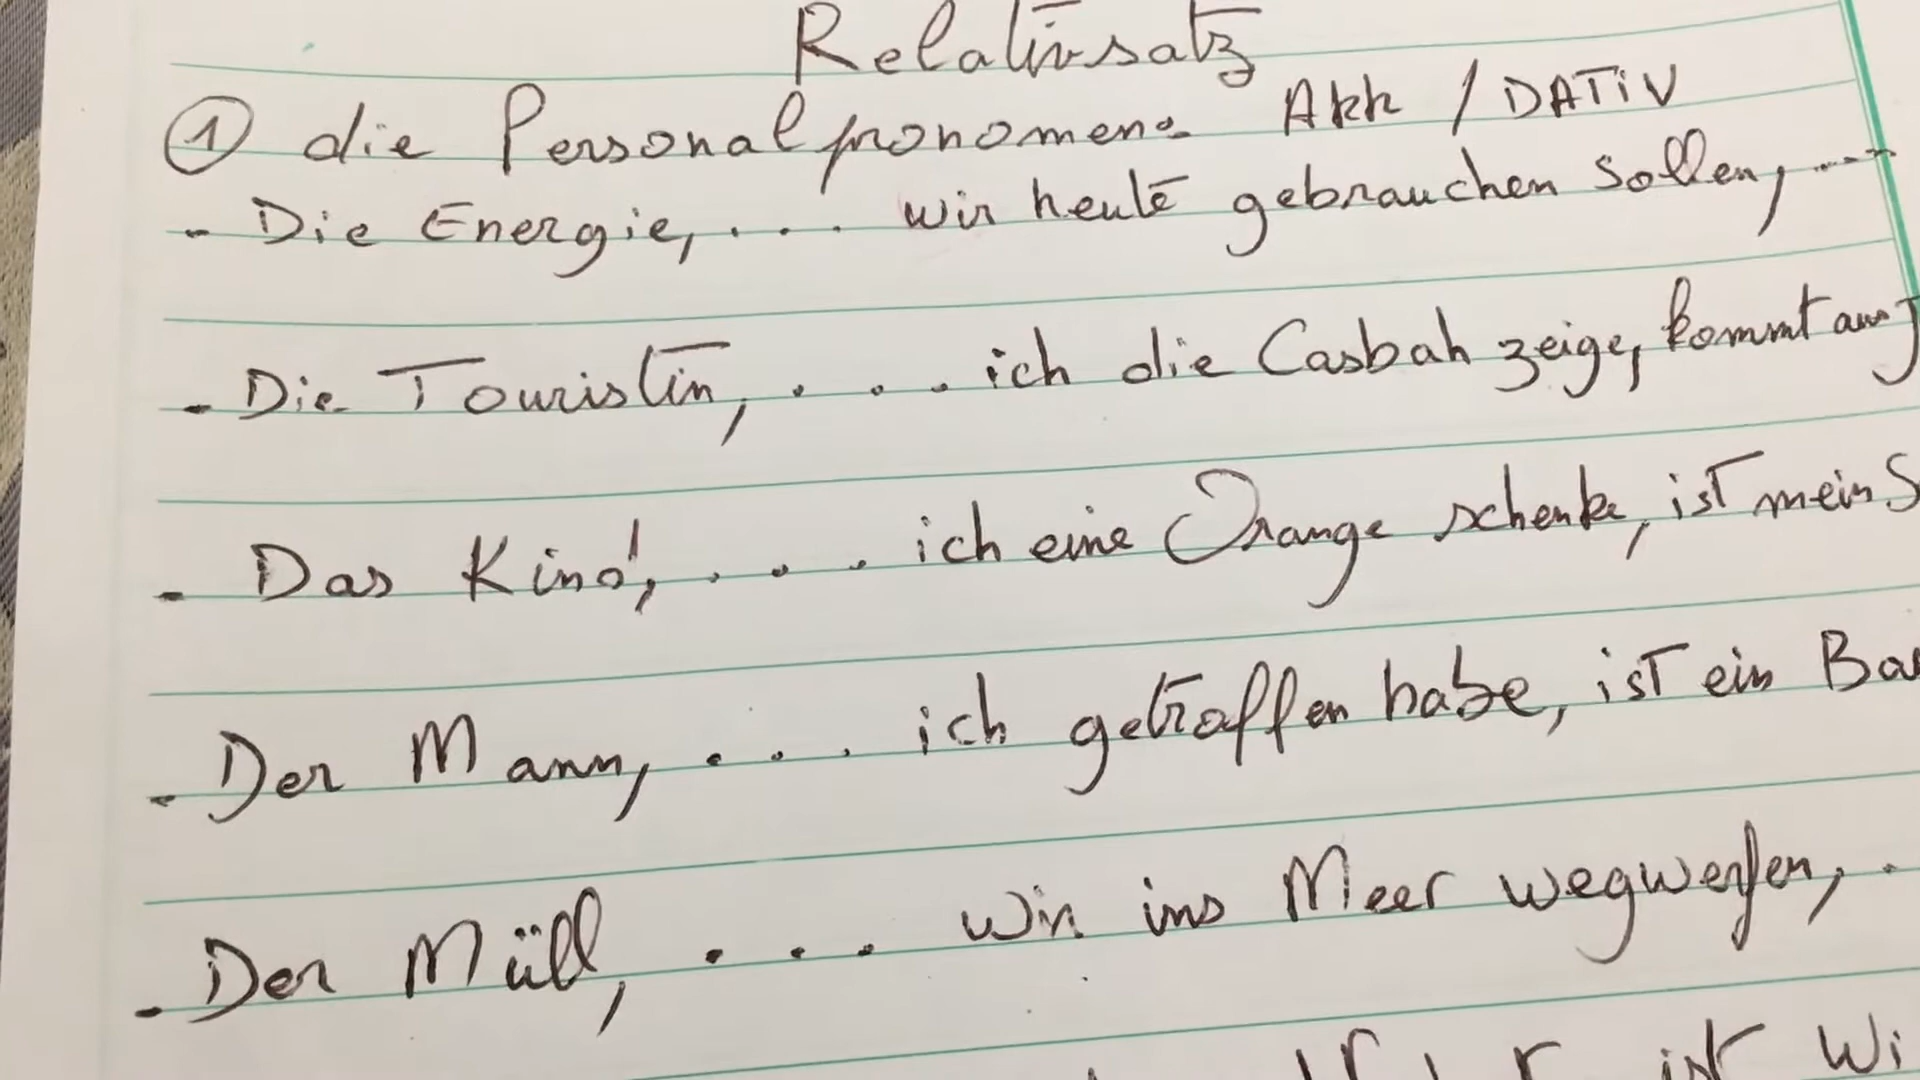 Relativsatz
① die Personalpronomen: Akk / DATiV
- Die Energie, . . . wir heute gebrauchen sollen, ....
- Die Touristin, . . . ich die Casbah zeige, kommt aus
- Das Kind, . . . ich eine Orange schenke, ist mein
- Der Mann, . . . ich getroffen habe, ist ein
- Der Müll, . . . wir ins Meer wegwerfen, .
ist